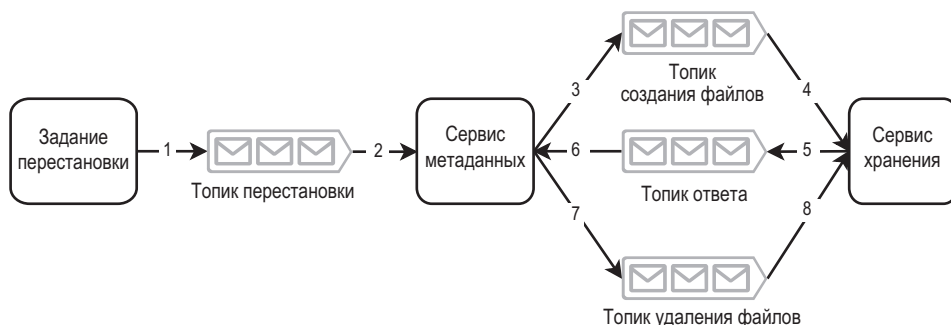 Топик
создания файлов
3
4
Задание
перестановки
1
2
Топик перестановки
Сервис
метаданных
6
5
Топик ответа
Сервис
хранения
7
8
Топик удаления файлов